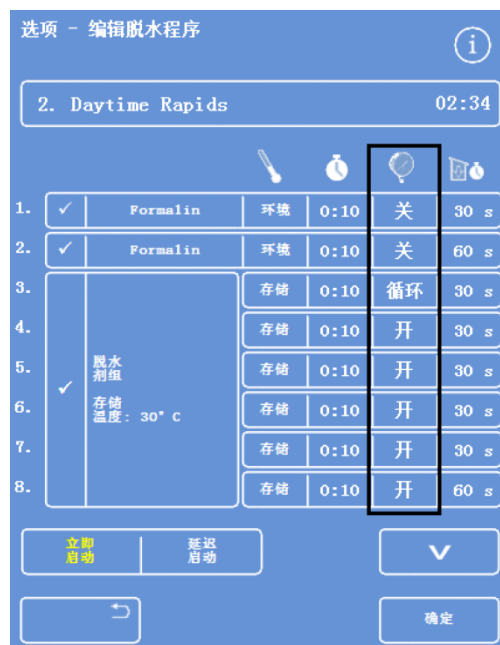 选项 - 编辑脱水程序
i
2. Daytime Rapids 02:34
1. ✓ Formalin 环境 0:10 关 30 s
2. ✓ Formalin 环境 0:10 关 60 s
3. 存储 0:10 循环 30 s
4. 存储 0:10 开 30 s
5. 存储 0:10 开 30 s
6. 存储 0:10 开 30 s
7. 存储 0:10 开 30 s
8. 存储 0:10 开 60 s
✓
脱水
剂组
存储
温度: 30° C
立即
启动
延迟
启动
确定